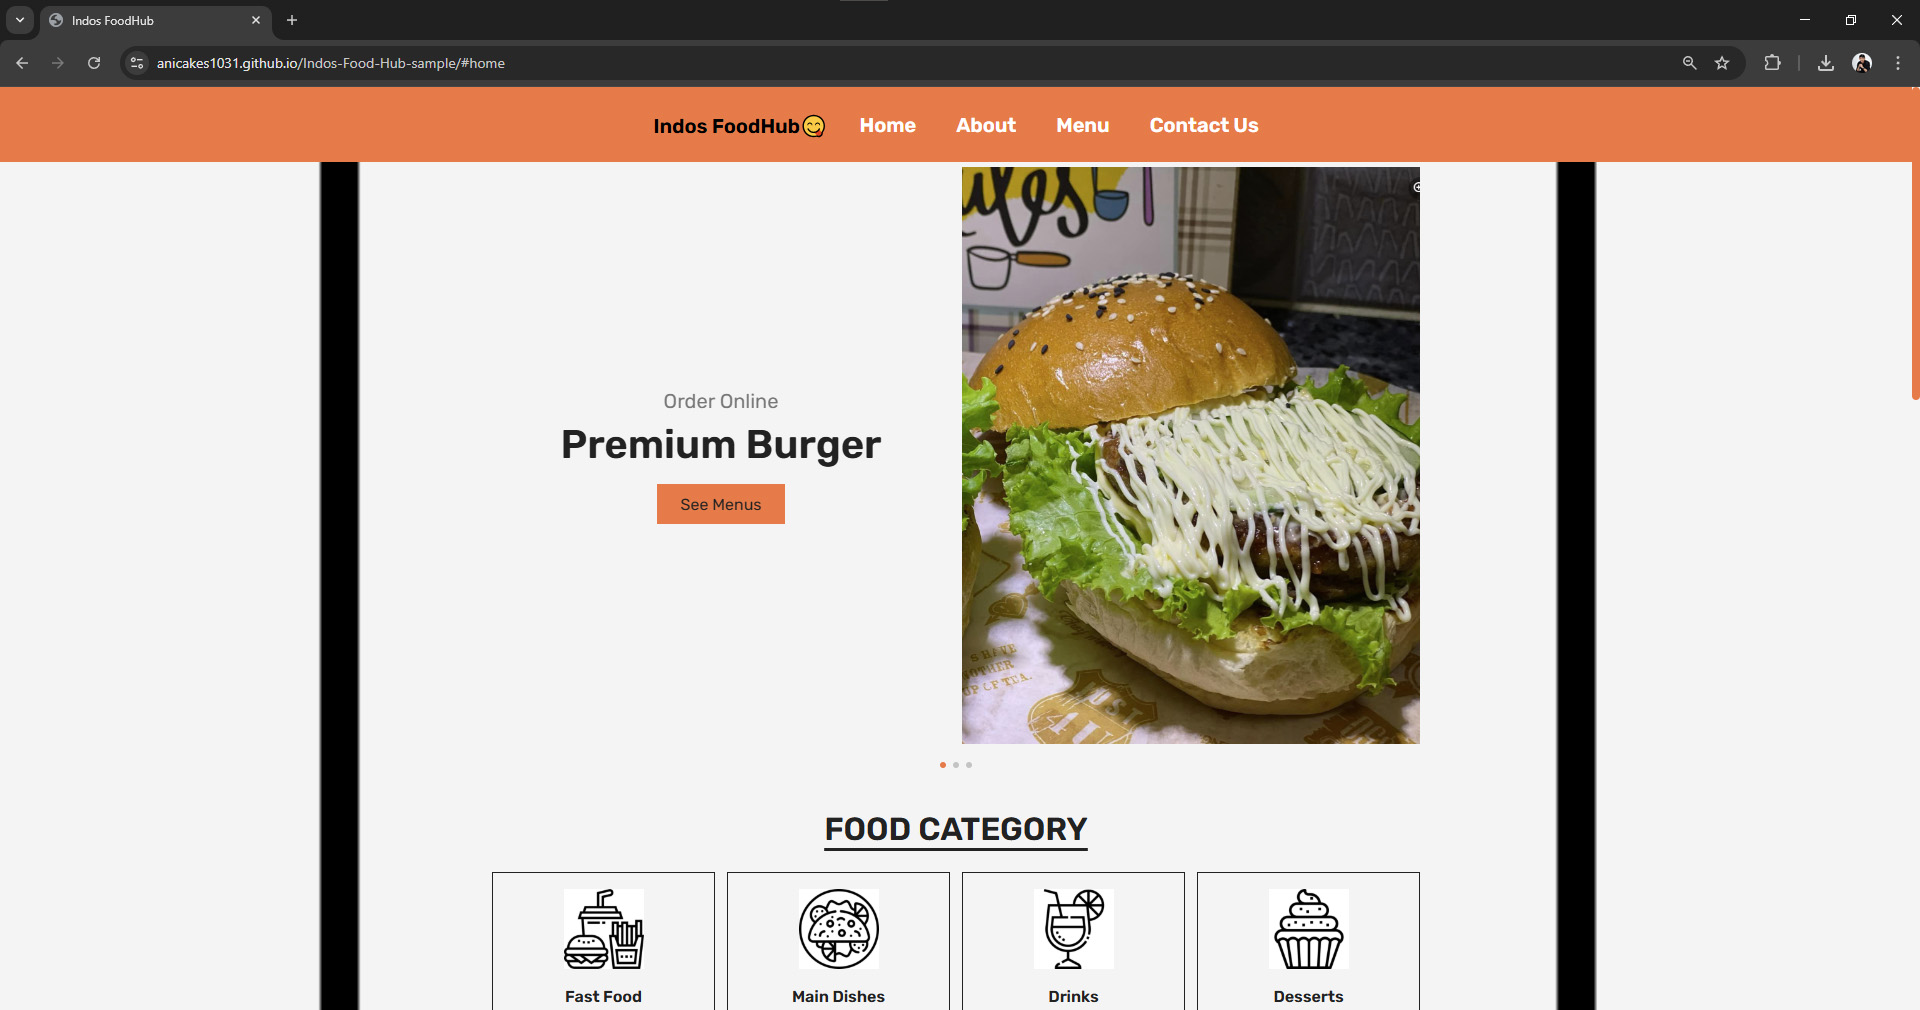 Indos FoodHub
anicakes1031.github.io/Indos-Food-Hub-sample/#home
Indos FoodHub😋 Home About Menu Contact Us
Order Online
Premium Burger
See Menus
FOOD CATEGORY
Fast Food
Main Dishes
Drinks
Desserts